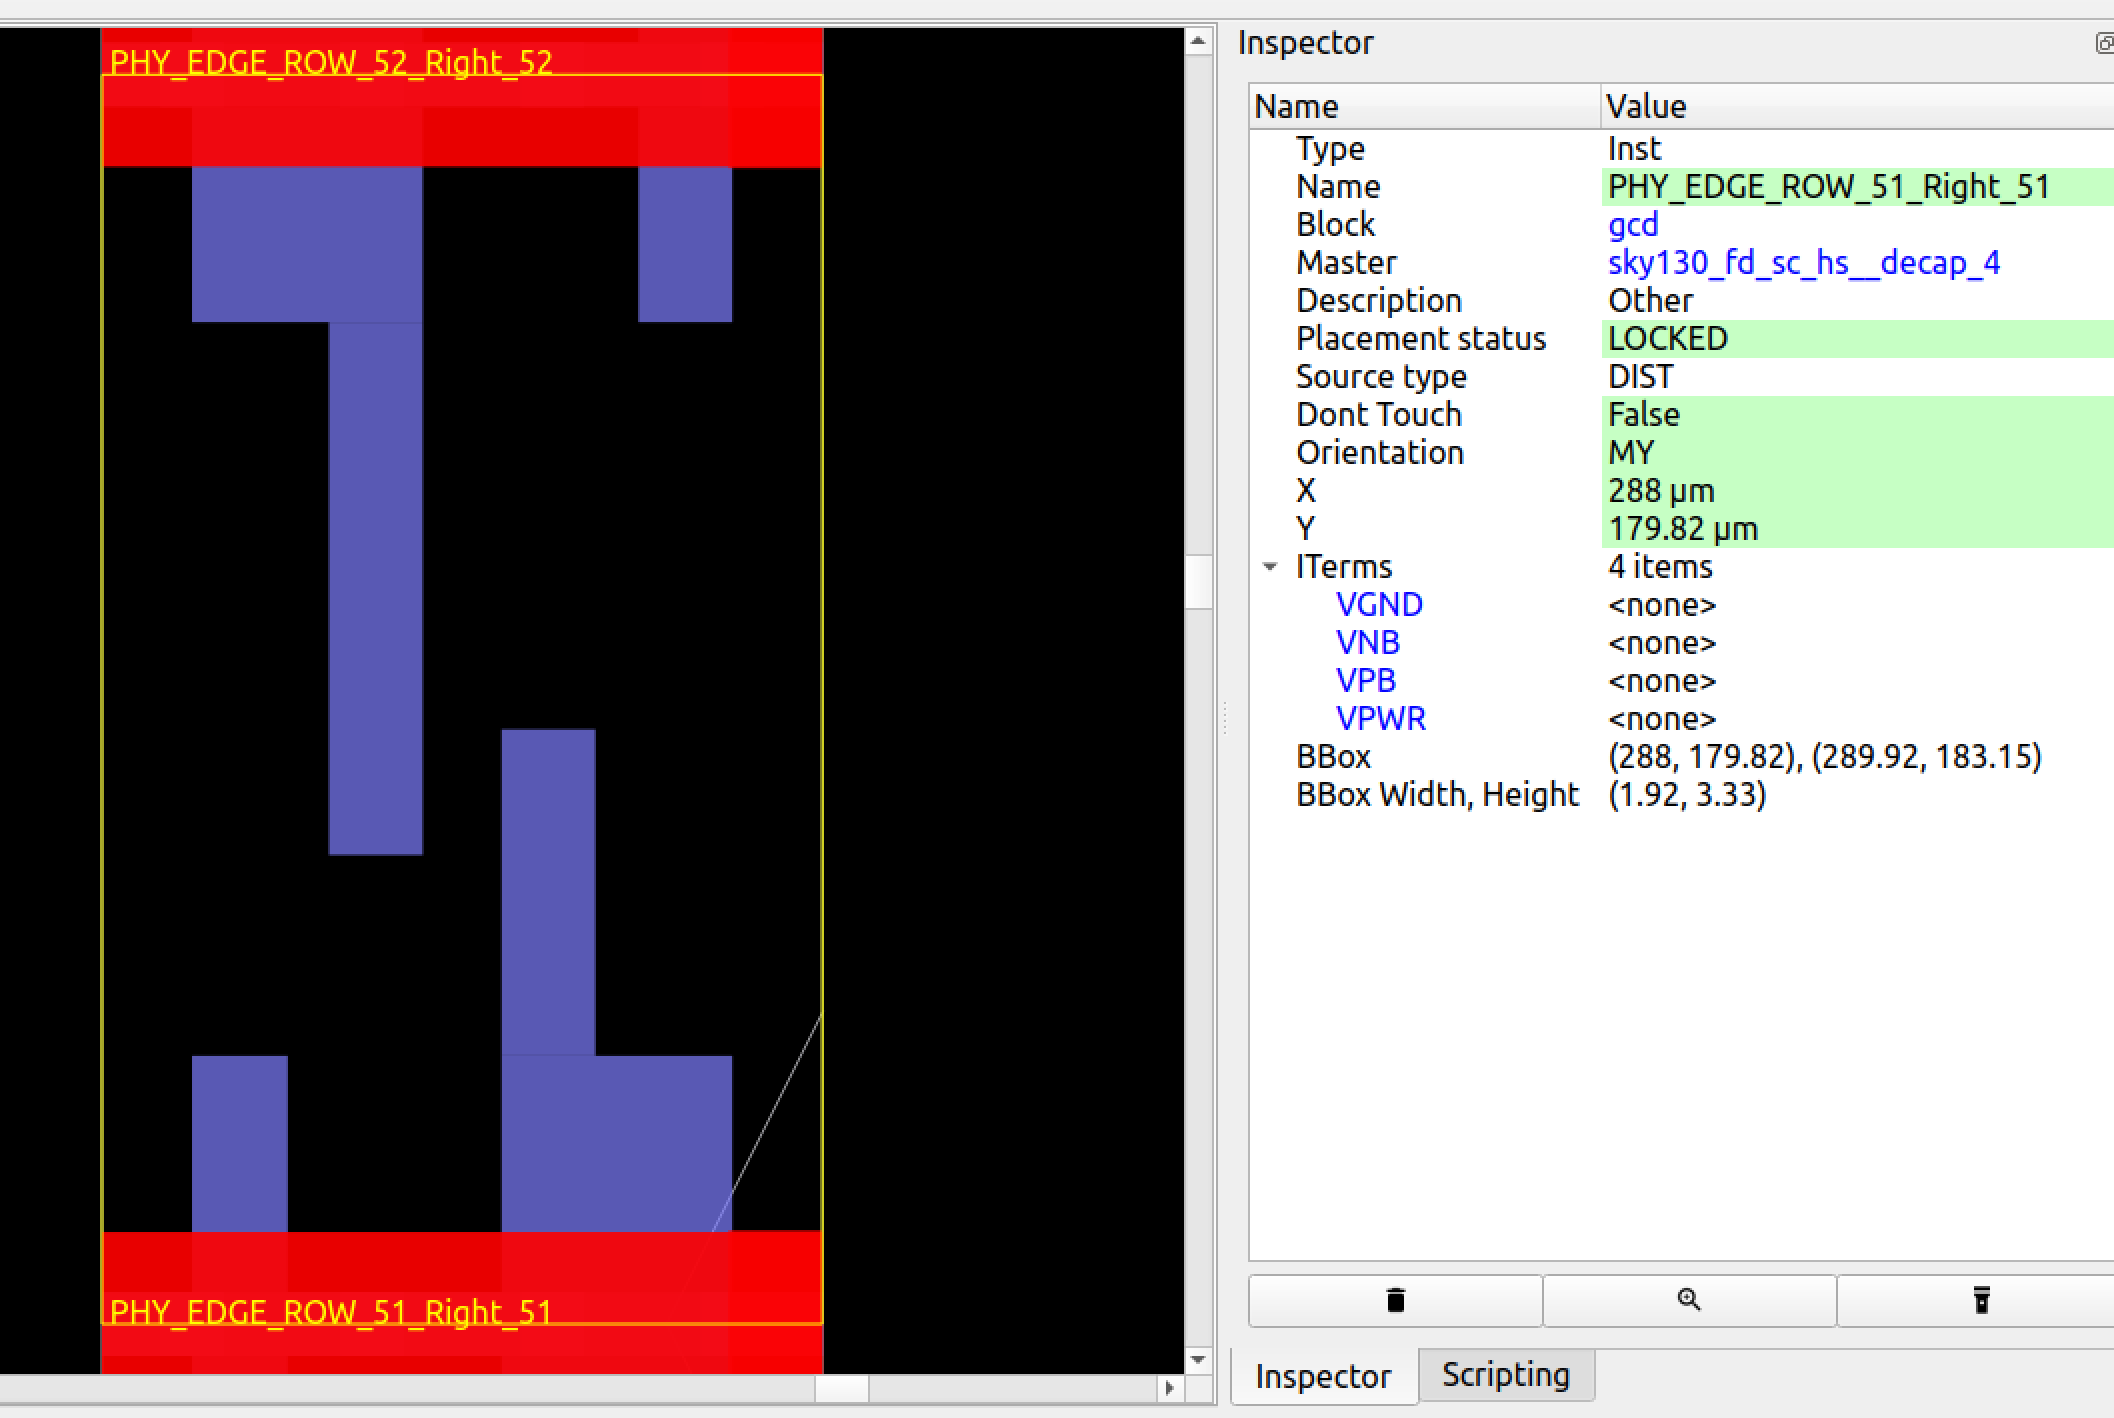 PHY_EDGE_ROW_52_Right_52
PHY_EDGE_ROW_51_Right_51
Inspector
Name Value
Type Inst
Name PHY_EDGE_ROW_51_Right_51
Block gcd
Master sky130_fd_sc_hs__decap_4
Description Other
Placement status LOCKED
Source type DIST
Dont Touch False
Orientation MY
X 288 µm
Y 179.82 µm
ITerms 4 items
VGND <none>
VNB <none>
VPB <none>
VPWR <none>
BBox (288, 179.82), (289.92, 183.15)
BBox Width, Height (1.92, 3.33)
Inspector Scripting